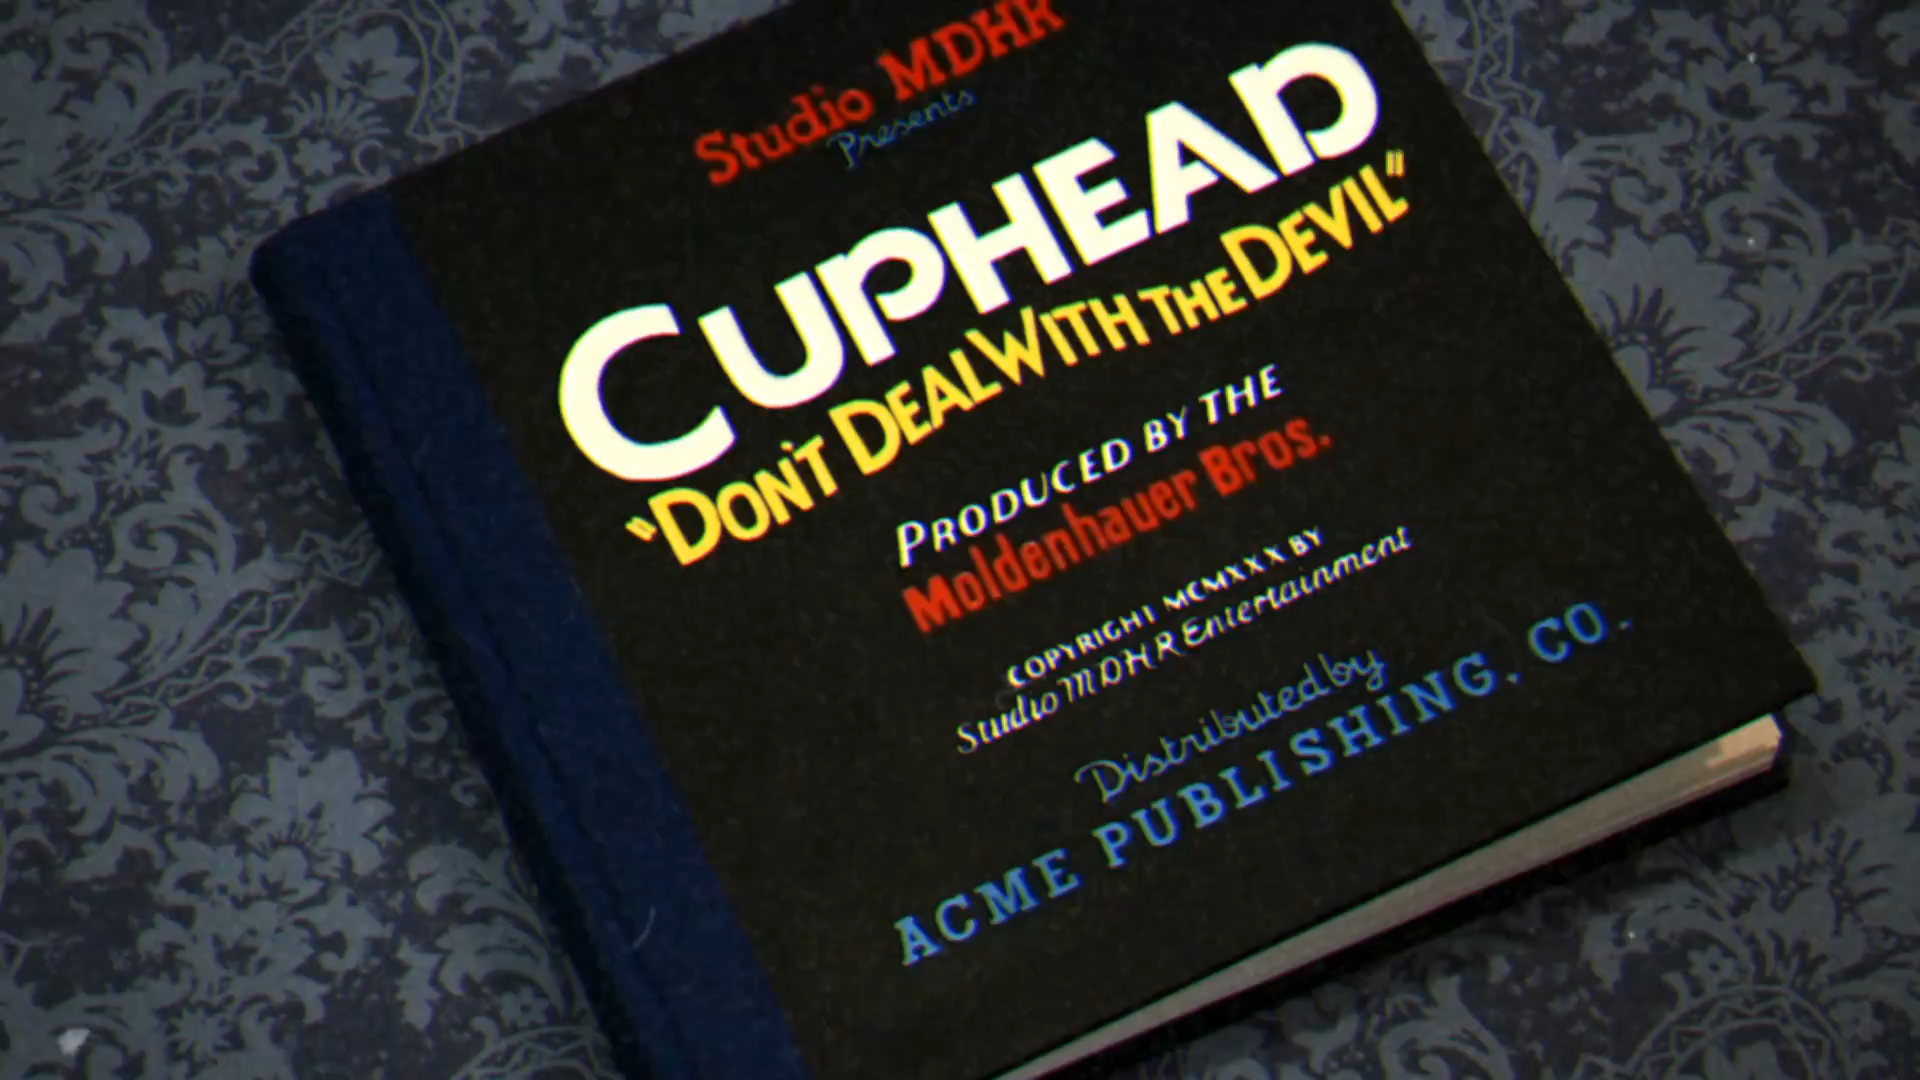 Studio MDHR
Presents
CUPHEAD
"DON'T DEAL WITH THE DEVIL"
PRODUCED BY THE
Moldenhauer Bros.
COPYRIGHT MCMXXX BY
Studio MDHR Entertainment
Distributed by
ACME PUBLISHING, CO.